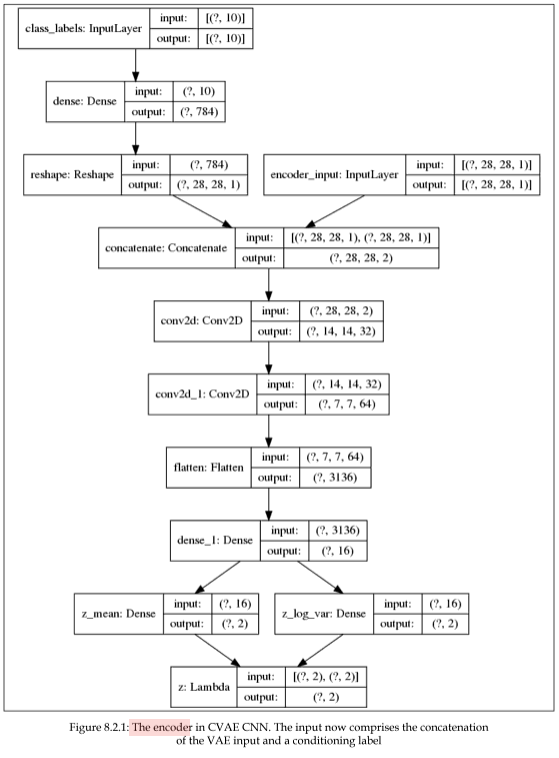 class_labels: InputLayer
input: [(?, 10)]
output: [(?, 10)]
dense: Dense
input: (?, 10)
output: (?, 784)
reshape: Reshape
input: (?, 784)
output: (?, 28, 28, 1)
encoder_input: InputLayer
input: [(?, 28, 28, 1)]
output: [(?, 28, 28, 1)]
concatenate: Concatenate
input: [(?, 28, 28, 1), (?, 28, 28, 1)]
output: (?, 28, 28, 2)
conv2d: Conv2D
input: (?, 28, 28, 2)
output: (?, 14, 14, 32)
conv2d_1: Conv2D
input: (?, 14, 14, 32)
output: (?, 7, 7, 64)
flatten: Flatten
input: (?, 7, 7, 64)
output: (?, 3136)
dense_1: Dense
input: (?, 3136)
output: (?, 16)
z_mean: Dense
input: (?, 16)
output: (?, 2)
z_log_var: Dense
input: (?, 16)
output: (?, 2)
z: Lambda
input: [(?, 2), (?, 2)]
output: (?, 2)
Figure 8.2.1: The encoder in CVAE CNN. The input now comprises the concatenation
of the VAE input and a conditioning label